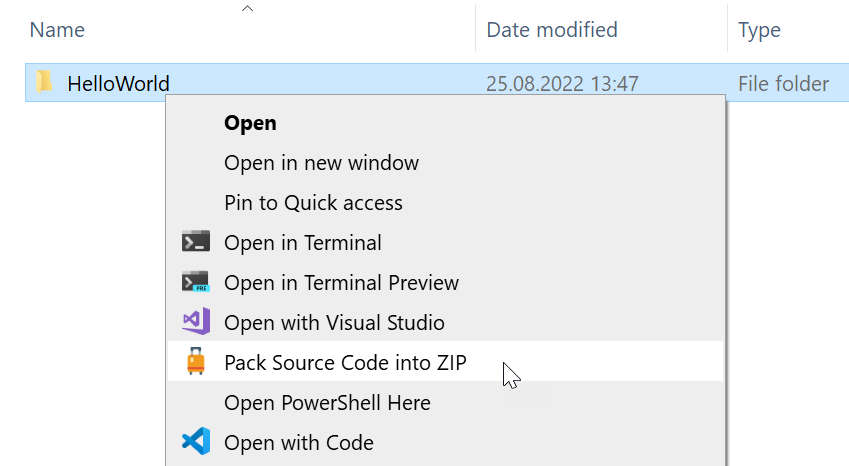 Name Date modified Type
HelloWorld 25.08.2022 13:47 File folder
Open
Open in new window
Pin to Quick access
Open in Terminal
PRE Open in Terminal Preview
Open with Visual Studio
Pack Source Code into ZIP
Open PowerShell Here
Open with Code